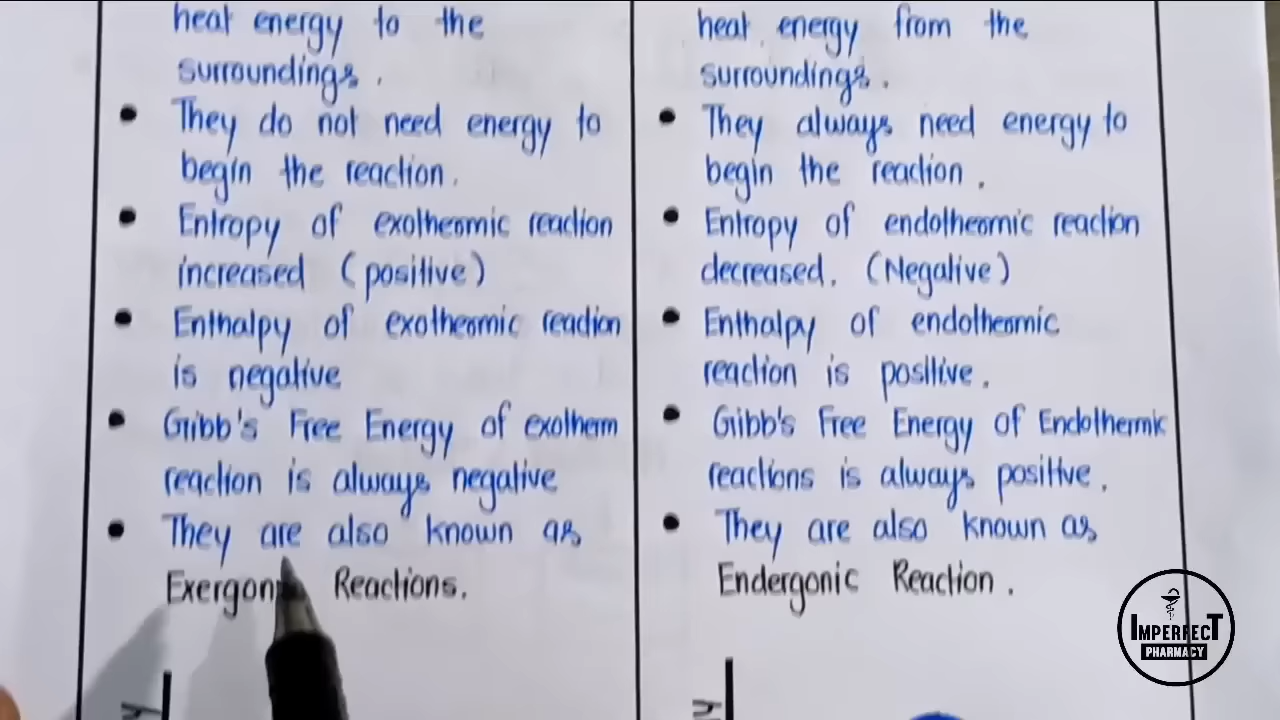 heat energy to the
surroundings.
• They do not need energy to
begin the reaction.
• Entropy of exotheomic reaction
increased (positive)
• Enthalpy of exotheomic reaction
is negative
• Gibb's Free Energy of exotherm
reaction is always negative
• They are also known as
Reactions.
heat energy from the
surroundings.
• They always need energy to
begin the reaction.
• Entropy of endotheomic reaction
decreased. (Negative)
• Enthalpy of endotheomic
reaction is positive.
• Gibb's Free Energy of Endothermic
reactions is always positive.
• They are also known as
Endergonic Reaction.
IMPERFECT
PHARMACY